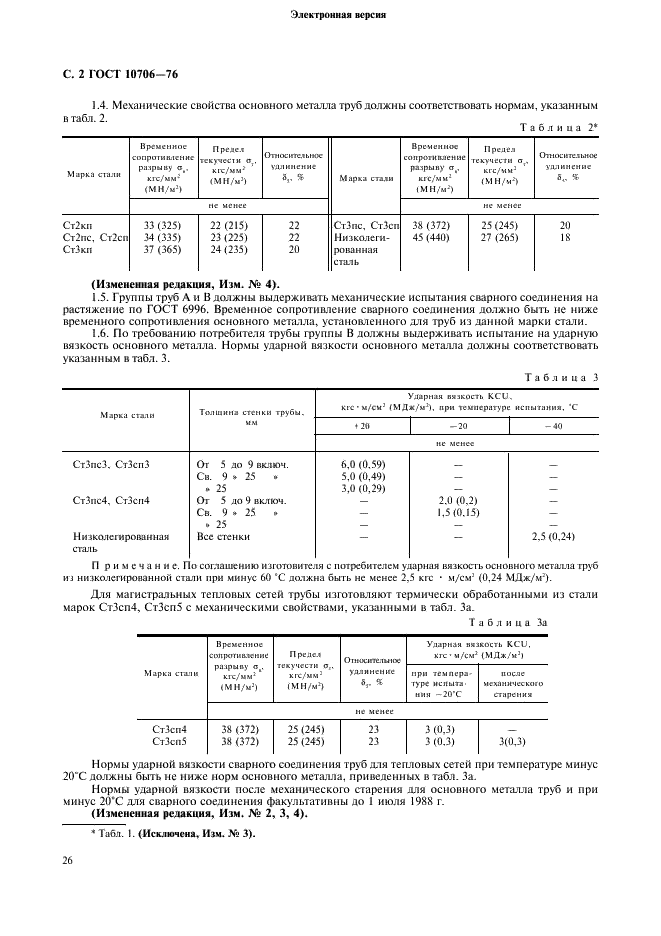 Электронная версия
С. 2 ГОСТ 10706—76
1.4. Механические свойства основного металла труб должны соответствовать нормам, указанным
в табл. 2.
Таблица 2*
Марка стали | Временное сопротивление разрыву σв, кгс/мм² (МН/м²) | Предел текучести σт, кгс/мм² (МН/м²) | Относительное удлинение δ5, % | Марка стали | Временное сопротивление разрыву σв, кгс/мм² (МН/м²) | Предел текучести σт, кгс/мм² (МН/м²) | Относительное удлинение δ5, %
не менее | не менее
Ст2кп | 33 (325) | 22 (215) | 22 | Ст3пс, Ст3сп | 38 (372) | 25 (245) | 20
Ст2пс, Ст2сп | 34 (335) | 23 (225) | 22 | Низколеги- | 45 (440) | 27 (265) | 18
Ст3кп | 37 (365) | 24 (235) | 20 | рованная
сталь
(Измененная редакция, Изм. № 4).
1.5. Группы труб А и В должны выдерживать механические испытания сварного соединения на
растяжение по ГОСТ 6996. Временное сопротивление сварного соединения должно быть не ниже
временного сопротивления основного металла, установленного для труб из данной марки стали.
1.6. По требованию потребителя трубы группы В должны выдерживать испытание на ударную
вязкость основного металла. Нормы ударной вязкости основного металла должны соответствовать
указанным в табл. 3.
Таблица 3
Марка стали | Толщина стенки трубы, мм | Ударная вязкость KCU, кгс·м/см² (МДж/м²), при температуре испытания, °С
+20 | —20 | —40
не менее
Ст3пс3, Ст3сп3 | От 5 до 9 включ. | 6,0 (0,59) | — | —
Св. 9 » 25 » | 5,0 (0,49) | — | —
» 25 | 3,0 (0,29) | — | —
Ст3пс4, Ст3сп4 | От 5 до 9 включ. | — | 2,0 (0,2) | —
Св. 9 » 25 » | — | 1,5 (0,15) | —
» 25 | — | — | —
Низколегированная | Все стенки | — | — | 2,5 (0,24)
сталь
Примечание. По соглашению изготовителя с потребителем ударная вязкость основного металла труб
из низколегированной стали при минус 60 °С должна быть не менее 2,5 кгс · м/см² (0,24 МДж/м²).
Для магистральных тепловых сетей трубы изготовляют термически обработанными из стали
марок Ст3сп4, Ст3сп5 с механическими свойствами, указанными в табл. 3а.
Таблица 3а
Марка стали | Временное сопротивление разрыву σв, кгс/мм² (МН/м²) | Предел текучести σт, кгс/мм² (МН/м²) | Относительное удлинение δ5, % | Ударная вязкость KCU, кгс·м/см² (МДж/м²)
при темпера- туре испыта- ния —20°С | после механического старения
не менее
Ст3сп4 | 38 (372) | 25 (245) | 23 | 3 (0,3) | —
Ст3сп5 | 38 (372) | 25 (245) | 23 | 3 (0,3) | 3(0,3)
Нормы ударной вязкости сварного соединения труб для тепловых сетей при температуре минус
20°С должны быть не ниже норм основного металла, приведенных в табл. 3а.
Нормы ударной вязкости после механического старения для основного металла труб и при
минус 20°С для сварного соединения факультативны до 1 июля 1988 г.
(Измененная редакция, Изм. № 2, 3, 4).
* Табл. 1. (Исключена, Изм. № 3).
26